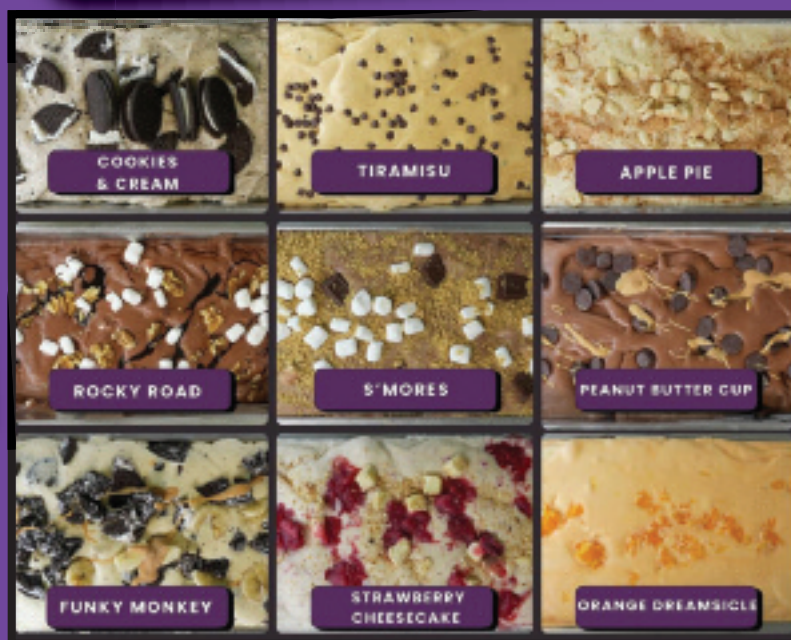 COOKIES
& CREAM
TIRAMISU
APPLE PIE
ROCKY ROAD
S'MORES
PEANUT BUTTER CUP
FUNKY MONKEY
STRAWBERRY
CHEESECAKE
ORANGE DREAMSICLE